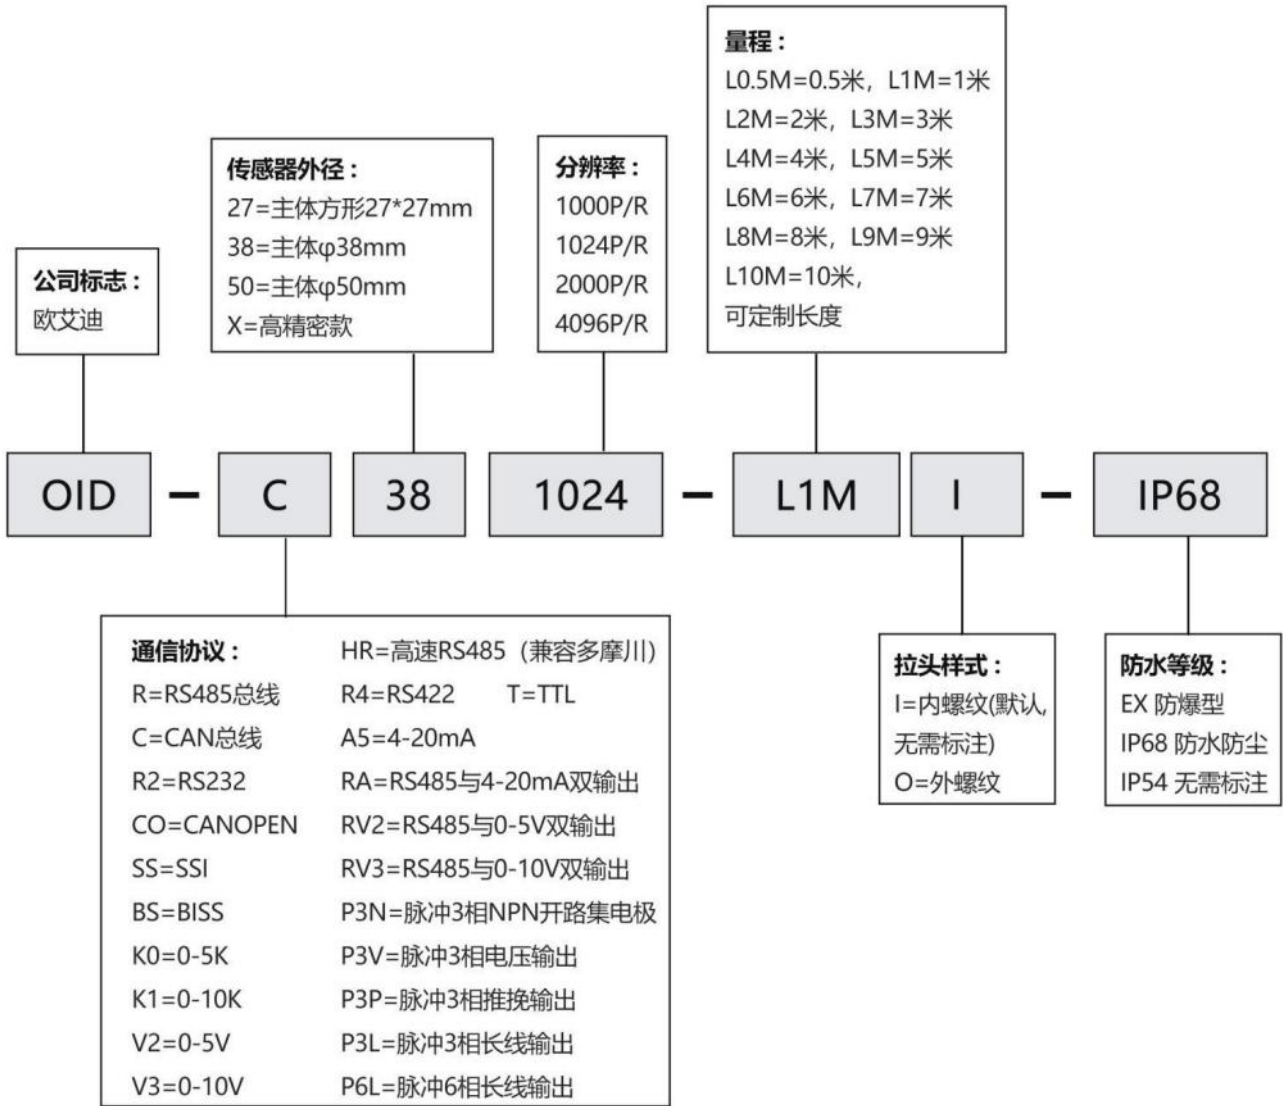 量程：
L0.5M=0.5米，L1M=1米
L2M=2米，L3M=3米
L4M=4米，L5M=5米
L6M=6米，L7M=7米
L8M=8米，L9M=9米
L10M=10米，
可定制长度
传感器外径：
27=主体方形27*27mm
38=主体φ38mm
50=主体φ50mm
X=高精密款
分辨率：
1000P/R
1024P/R
2000P/R
4096P/R
公司标志：
欧艾迪
OID － C 38 1024 － L1M I － IP68
通信协议：
R=RS485总线
C=CAN总线
R2=RS232
CO=CANOPEN
SS=SSI
BS=BISS
K0=0-5K
K1=0-10K
V2=0-5V
V3=0-10V
HR=高速RS485（兼容多摩川）
R4=RS422 T=TTL
A5=4-20mA
RA=RS485与4-20mA双输出
RV2=RS485与0-5V双输出
RV3=RS485与0-10V双输出
P3N=脉冲3相NPN开路集电极
P3V=脉冲3相电压输出
P3P=脉冲3相推挽输出
P3L=脉冲3相长线输出
P6L=脉冲6相长线输出
拉头样式：
I=内螺纹(默认,
无需标注)
O=外螺纹
防水等级：
EX 防爆型
IP68 防水防尘
IP54 无需标注